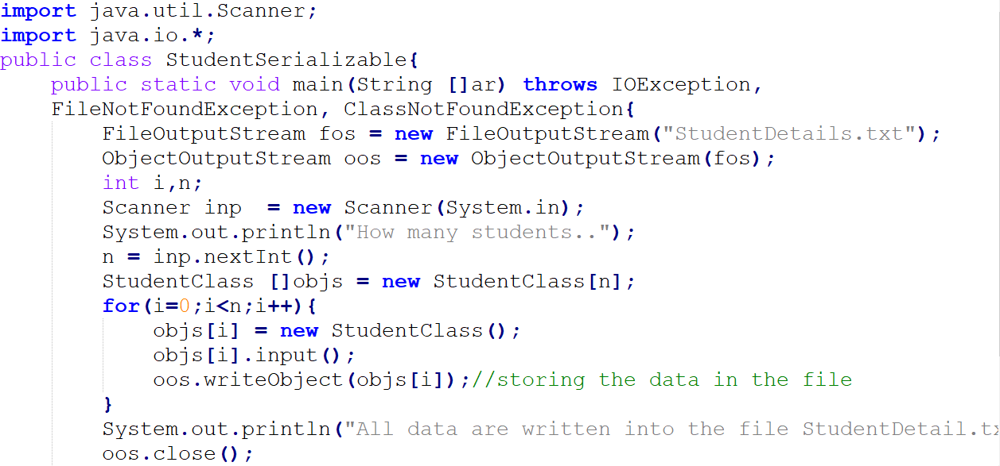 import java.util.Scanner;
import java.io.*;
public class StudentSerializable{
    public static void main(String []ar) throws IOException,
    FileNotFoundException, ClassNotFoundException{
        FileOutputStream fos = new FileOutputStream("StudentDetails.txt");
        ObjectOutputStream oos = new ObjectOutputStream(fos);
        int i,n;
        Scanner inp  = new Scanner(System.in);
        System.out.println("How many students..");
        n = inp.nextInt();
        StudentClass []objs = new StudentClass[n];
        for(i=0;i<n;i++){
            objs[i] = new StudentClass();
            objs[i].input();
            oos.writeObject(objs[i]);//storing the data in the file
        }
        System.out.println("All data are written into the file StudentDetail.t
        oos.close();